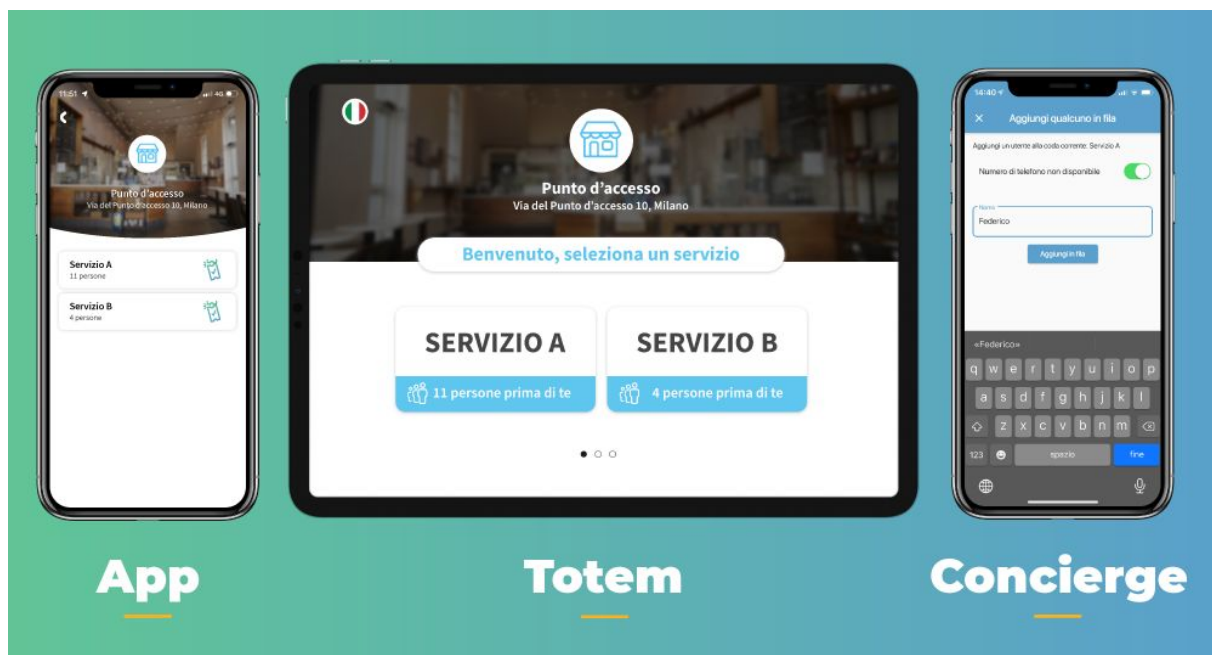 11:51
4G
Punto d'accesso
Via del Punto d'accesso 10, Milano
Servizio A
11 persone
Servizio B
4 persone
App
Punto d'accesso
Via del Punto d'accesso 10, Milano
Benvenuto, seleziona un servizio
SERVIZIO A
11 persone prima di te
SERVIZIO B
4 persone prima di te
Totem
14:40
Aggiungi qualcuno in fila
Aggiungi un utente alla coda corrente: Servizio A
Numero di telefono non disponibile
Nome
Federico
Aggiungi in fila
«Federico»
q w e r t y u i o p
a s d f g h j k l
z x c v b n m
123 spazio fine
Concierge